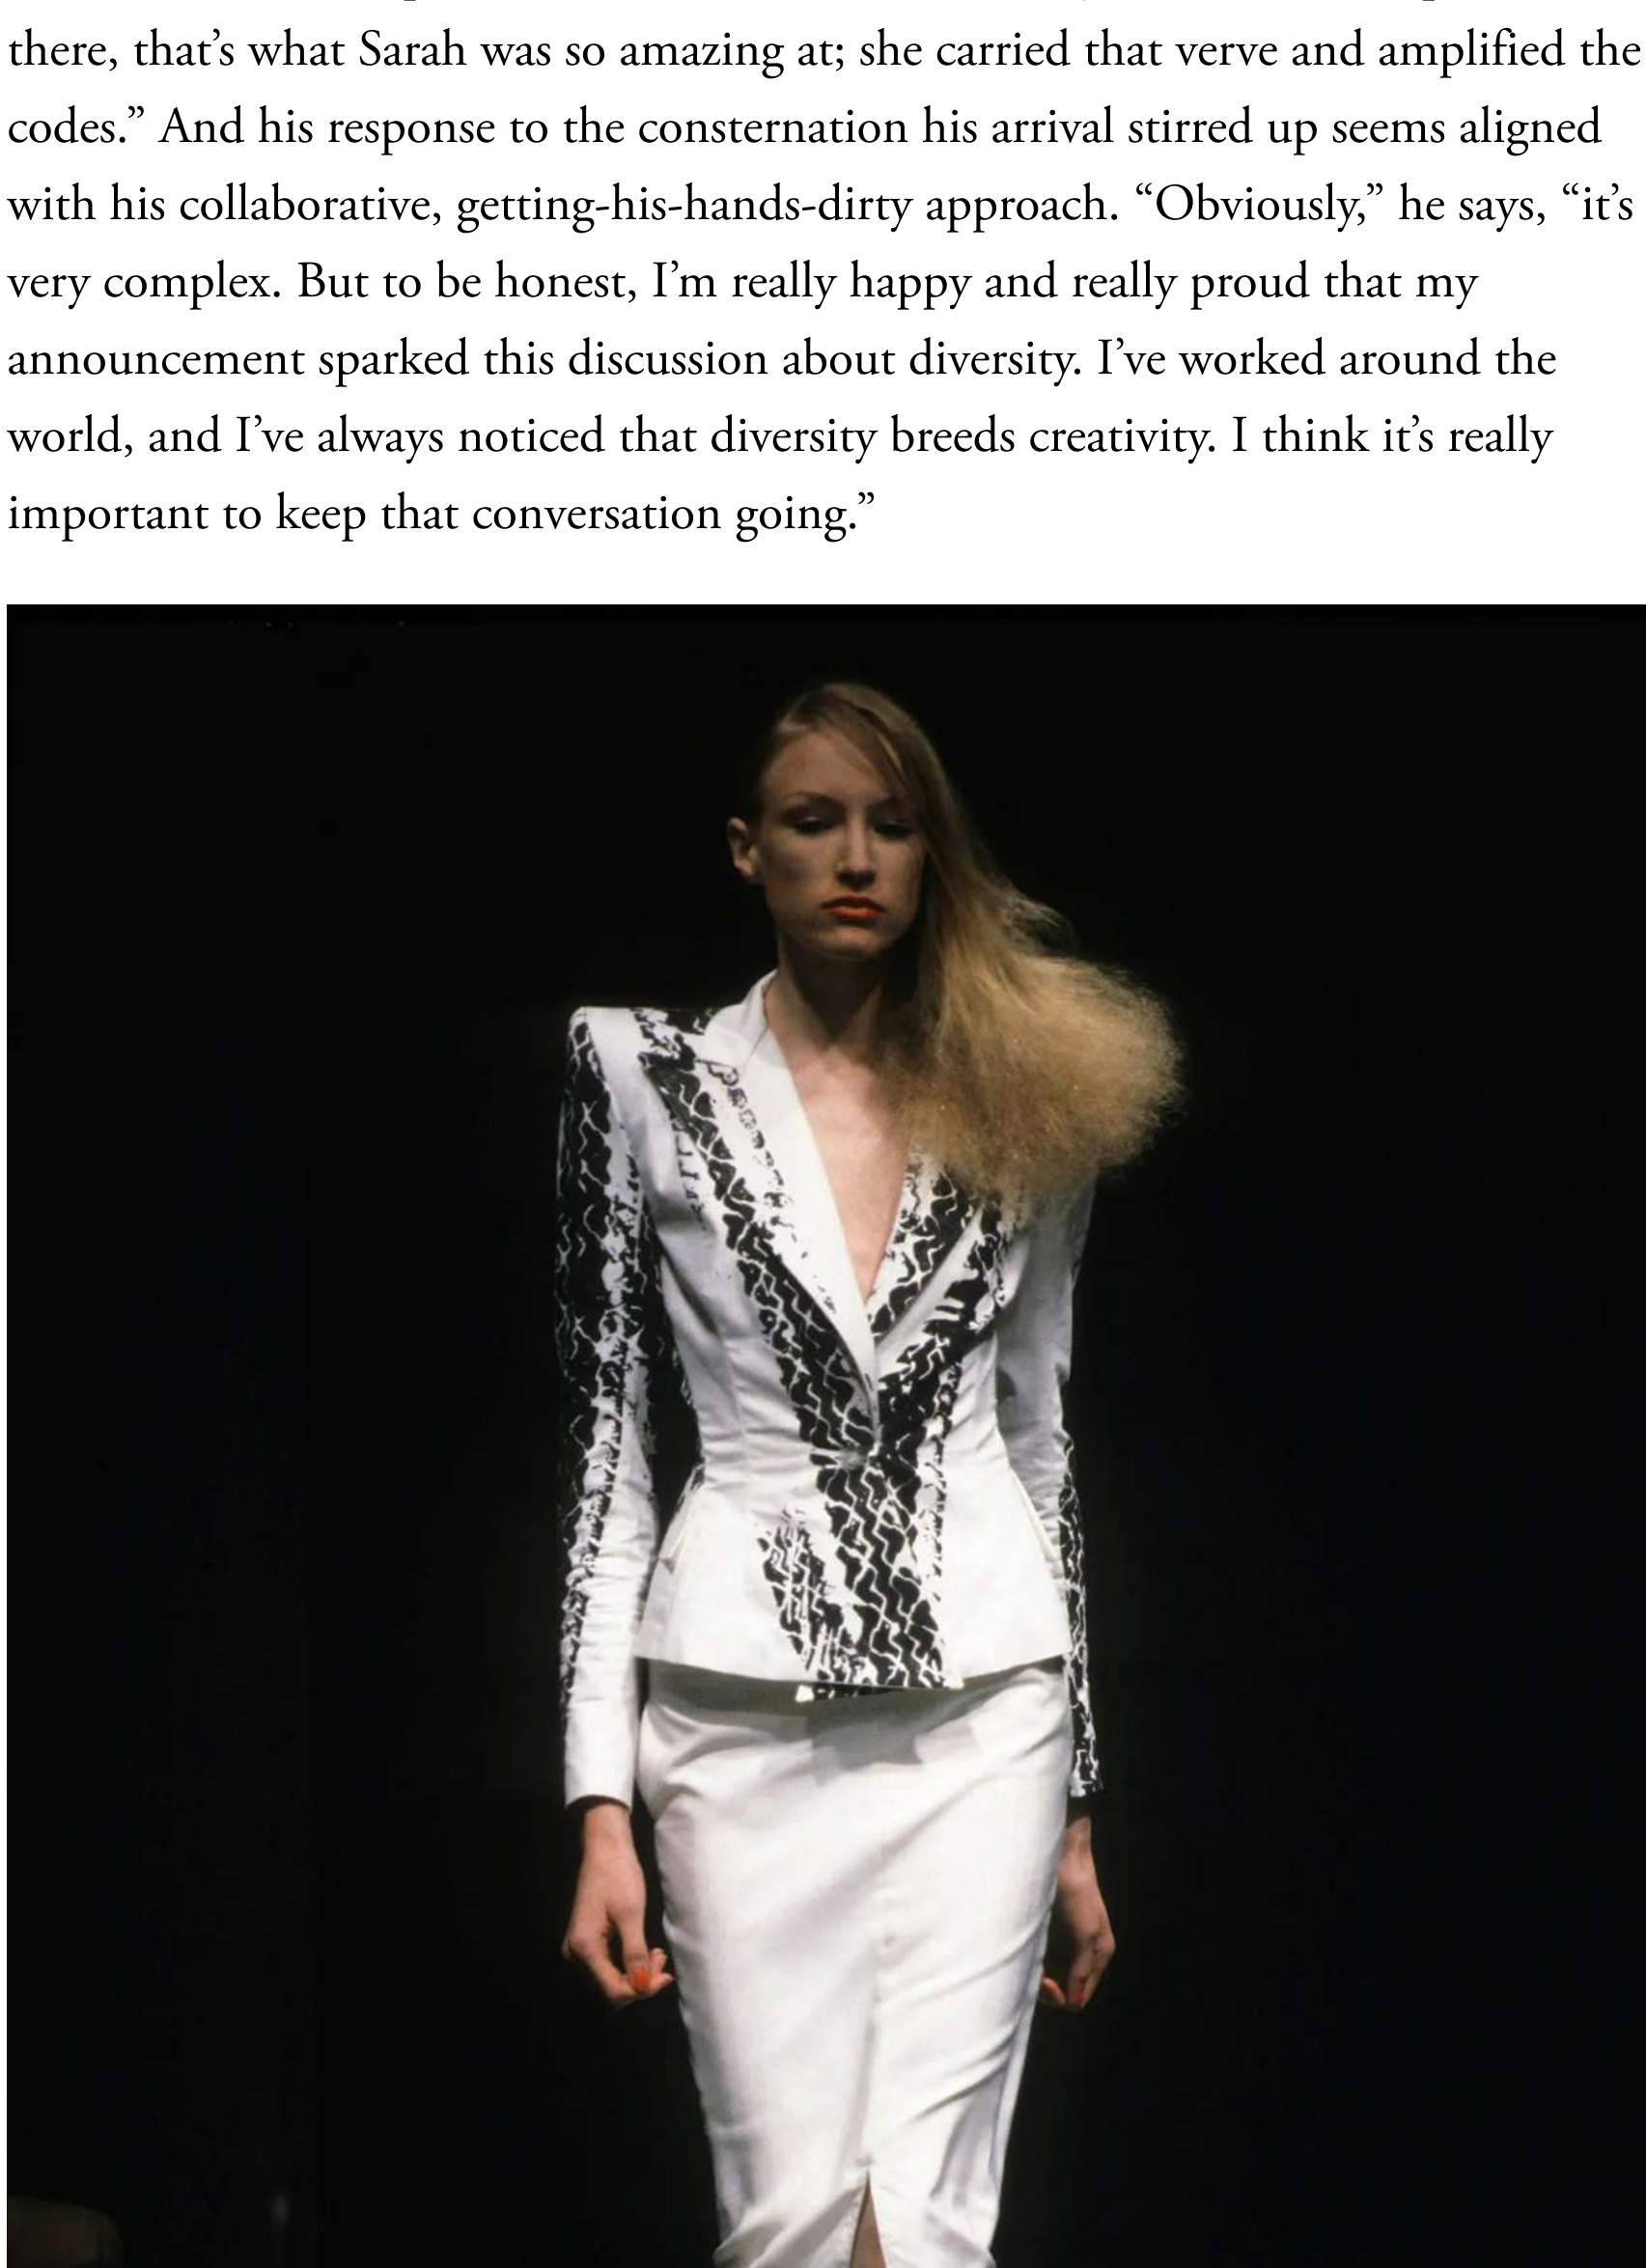 there, that’s what Sarah was so amazing at; she carried that verve and amplified the
codes.” And his response to the consternation his arrival stirred up seems aligned
with his collaborative, getting-his-hands-dirty approach. “Obviously,” he says, “it’s
very complex. But to be honest, I’m really happy and really proud that my
announcement sparked this discussion about diversity. I’ve worked around the
world, and I’ve always noticed that diversity breeds creativity. I think it’s really
important to keep that conversation going.”